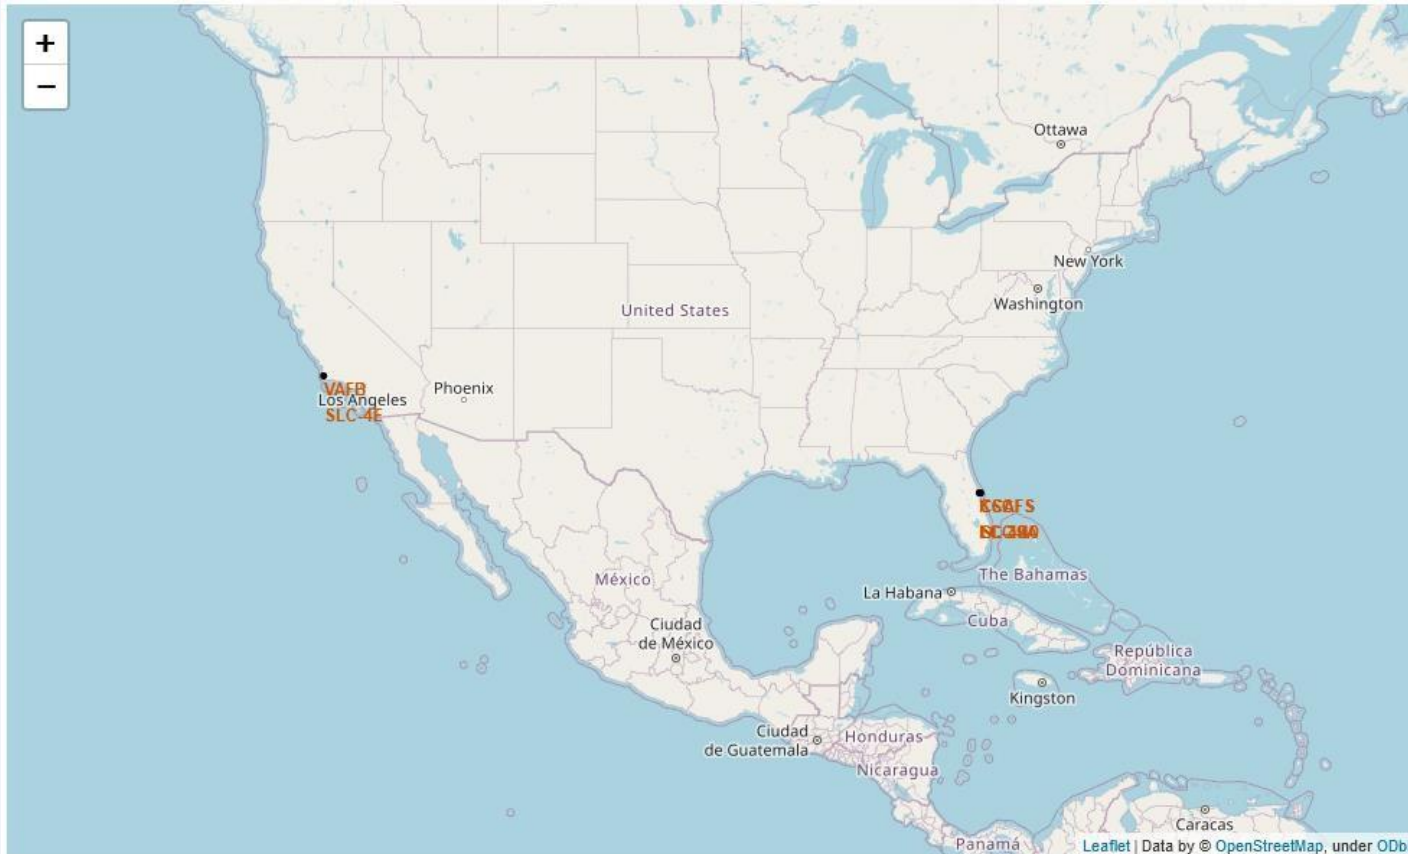 +
−
Ottawa
New York
Washington
United States
VAFB
Phoenix
Los Angeles
SLC-4E
The Bahamas
La Habana
México
Cuba
Ciudad
de México
República
Dominicana
Kingston
Ciudad
de Guatemala
Honduras
Nicaragua
Caracas
Panamá
Leaflet | Data by © OpenStreetMap, under ODb